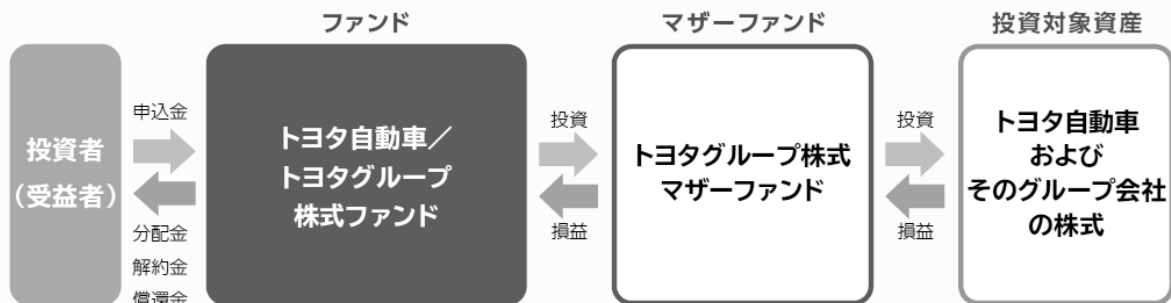 ファンド
マザーファンド
投資対象資産
投資者
(受益者)
申込金
分配金
解約金
償還金
トヨタ自動車／
トヨタグループ
株式ファンド
投資
損益
トヨタグループ株式
マザーファンド
投資
損益
トヨタ自動車
および
そのグループ会社
の株式